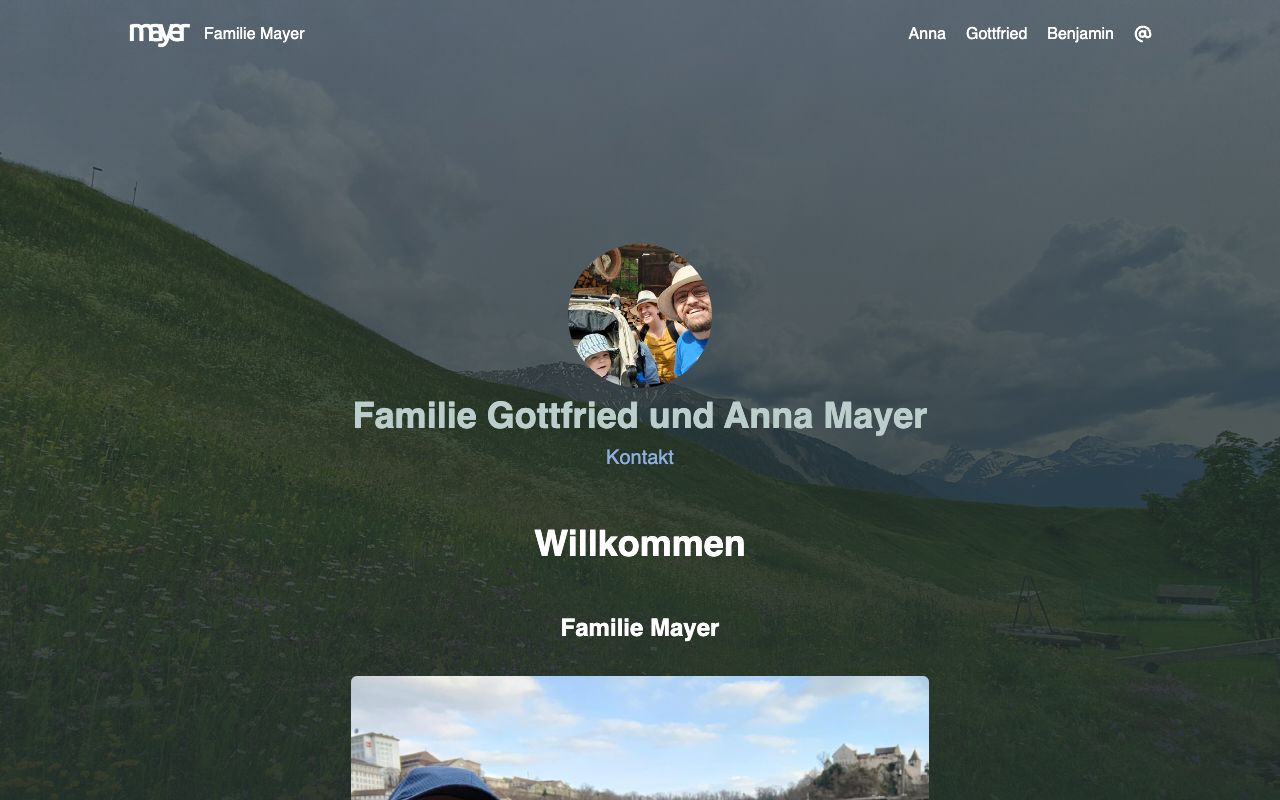 mayer Familie Mayer Anna Gottfried Benjamin @
Familie Gottfried und Anna Mayer
Kontakt
Willkommen
Familie Mayer